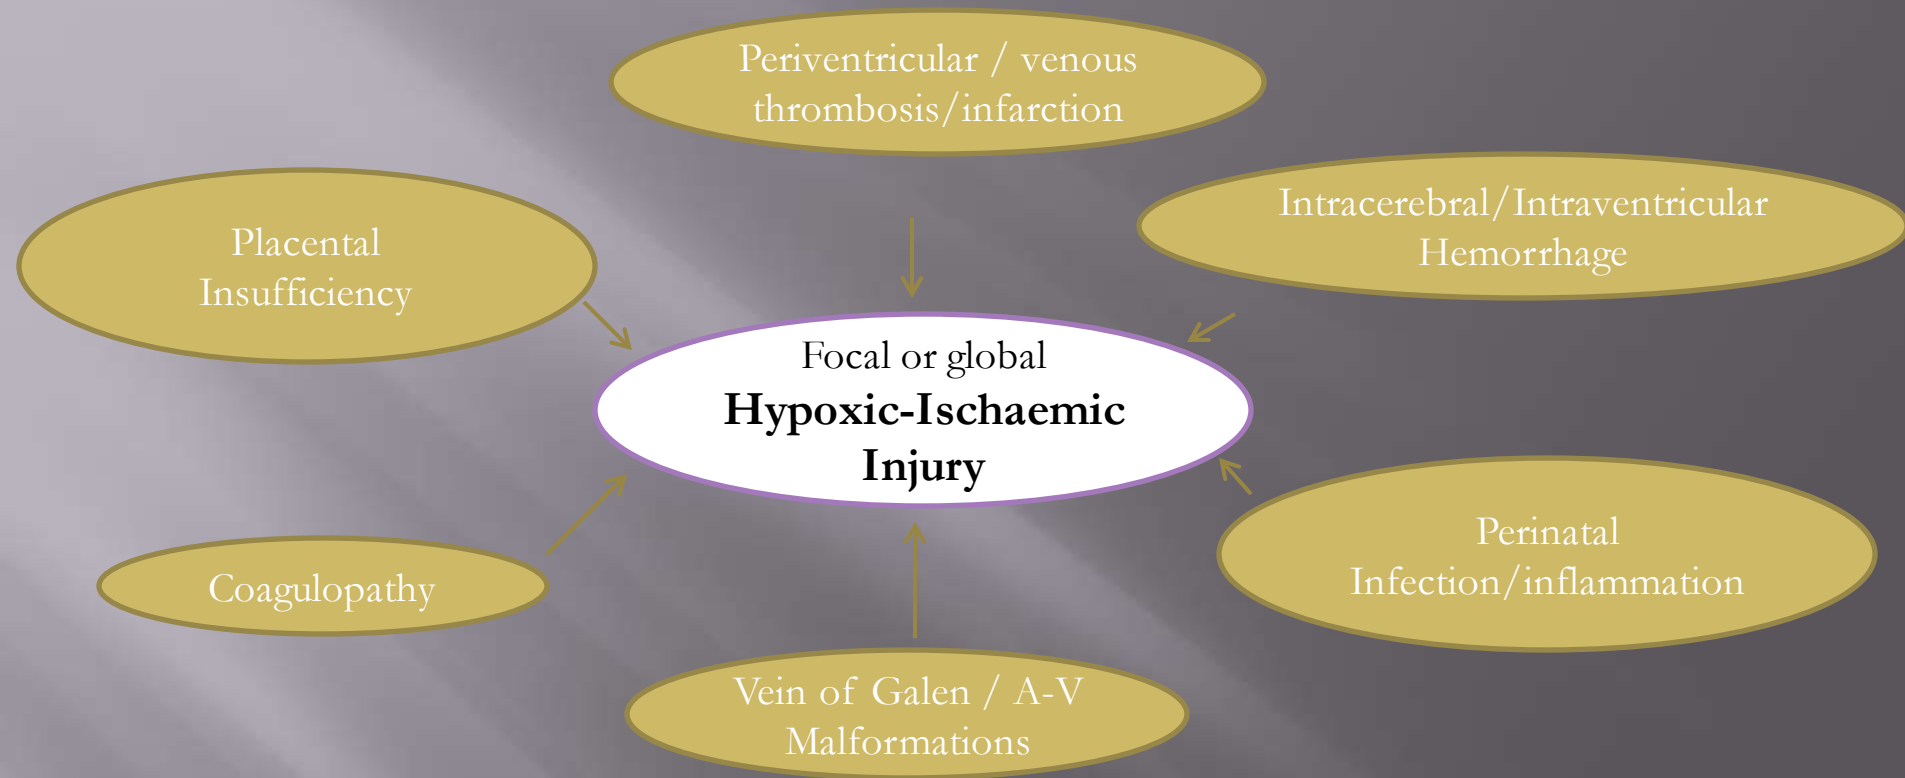 Periventricular / venous
thrombosis/infarction
Intracerebral/Intraventricular
Hemorrhage
Placental
Insufficiency
Focal or global
Hypoxic-Ischaemic
Injury
Perinatal
Infection/inflammation
Coagulopathy
Vein of Galen / A-V
Malformations